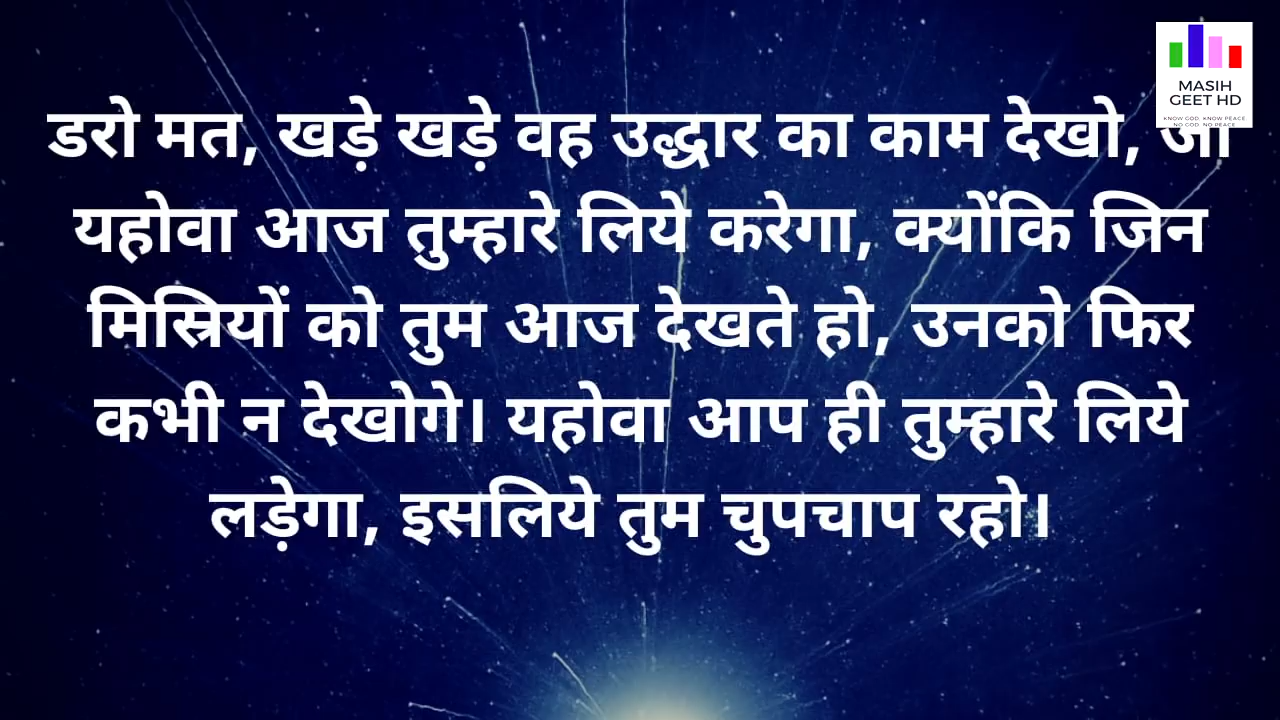 डरो मत, खड़े खड़े वह उद्धार का काम देखो,
यहोवा आज तुम्हारे लिये करेगा, क्योंकि जिन
मिस्रियों को तुम आज देखते हो, उनको फिर
कभी न देखोगे। यहोवा आप ही तुम्हारे लिये
लड़ेगा, इसलिये तुम चुपचाप रहो।
MASIH
GEET HD
KNOW GOD, KNOW PEACE
NO GOD, NO PEACE